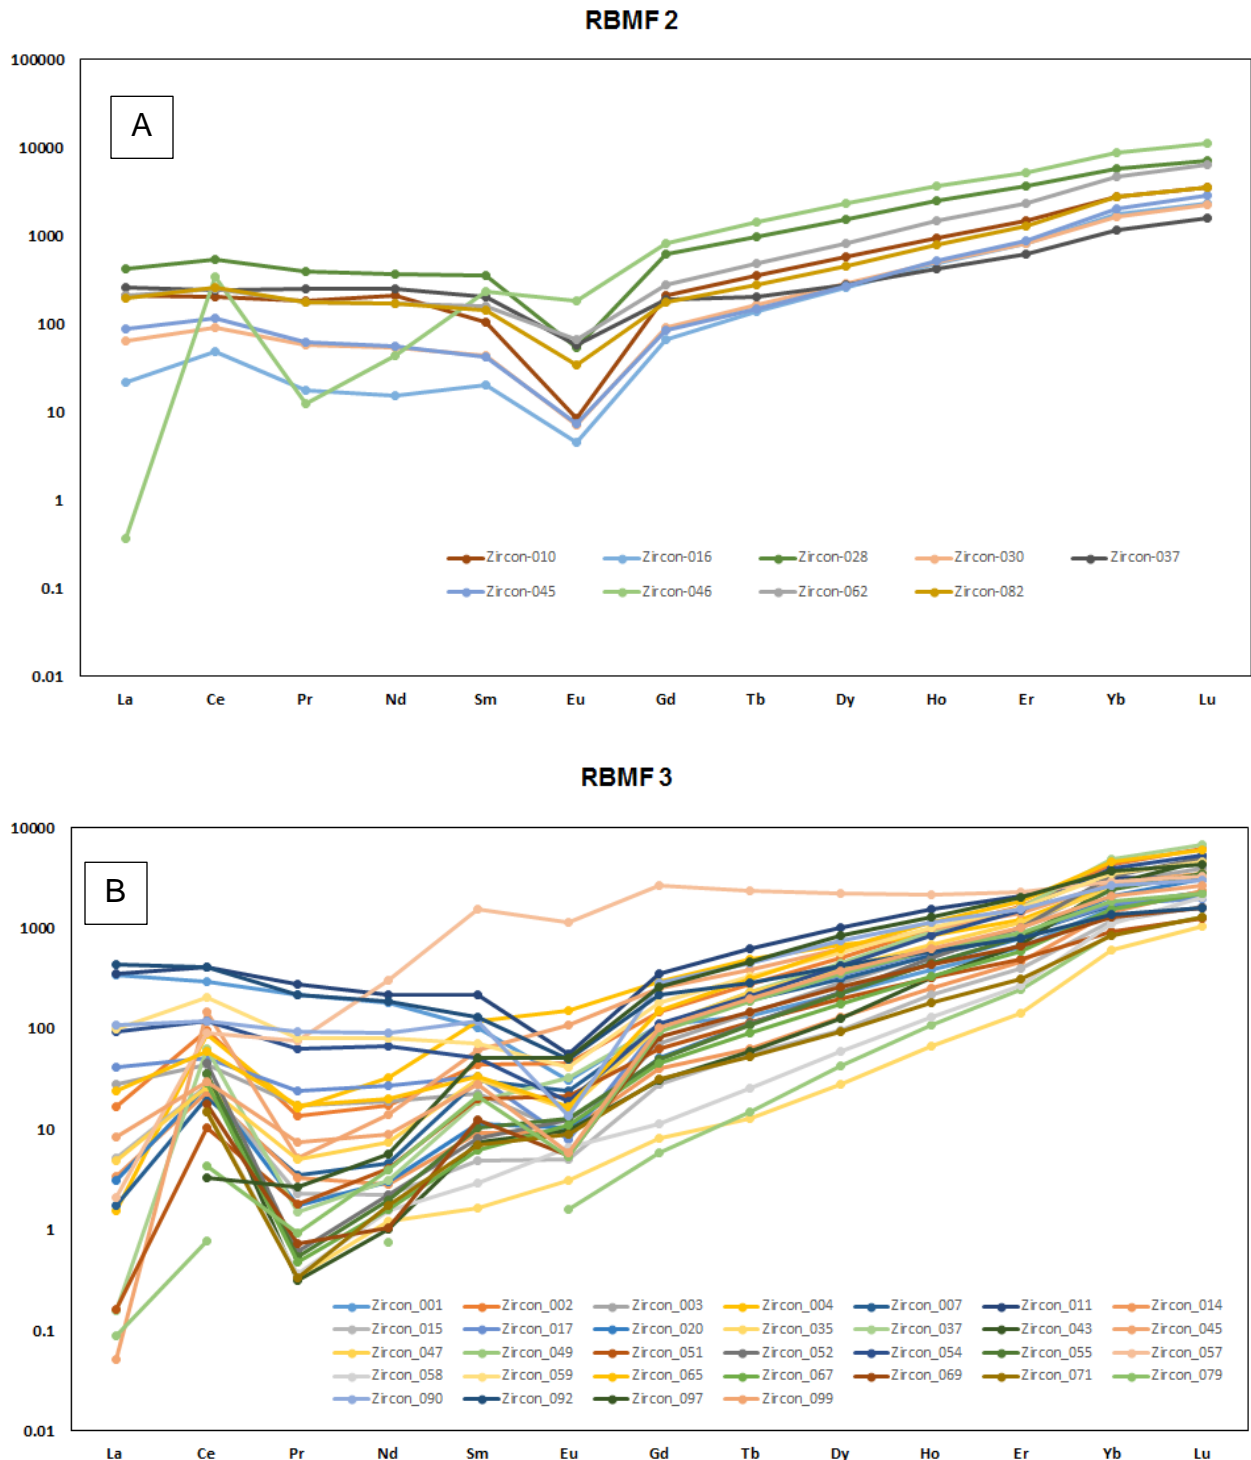 RBMF 2
100000
A
10000
1000
100
10
1
Zircon-010 Zircon-016 Zircon-028 Zircon-030 Zircon-037
0.1
Zircon-045 Zircon-046 Zircon-062 Zircon-082
0.01
La Ce Pr Nd Sm Eu Gd Tb Dy Ho Er Yb Lu
RBMF 3
10000
B
1000
100
10
1
Zircon_001 Zircon_002 Zircon_003 Zircon_004 Zircon_007 Zircon_011 Zircon_014
0.1
Zircon_015 Zircon_017 Zircon_020 Zircon_035 Zircon_037 Zircon_043 Zircon_045
Zircon_047 Zircon_049 Zircon_051 Zircon_052 Zircon_054 Zircon_055 Zircon_057
Zircon_058 Zircon_059 Zircon_065 Zircon_067 Zircon_069 Zircon_071 Zircon_079
Zircon_090 Zircon_092 Zircon_097 Zircon_099
0.01
La Ce Pr Nd Sm Eu Gd Tb Dy Ho Er Yb Lu